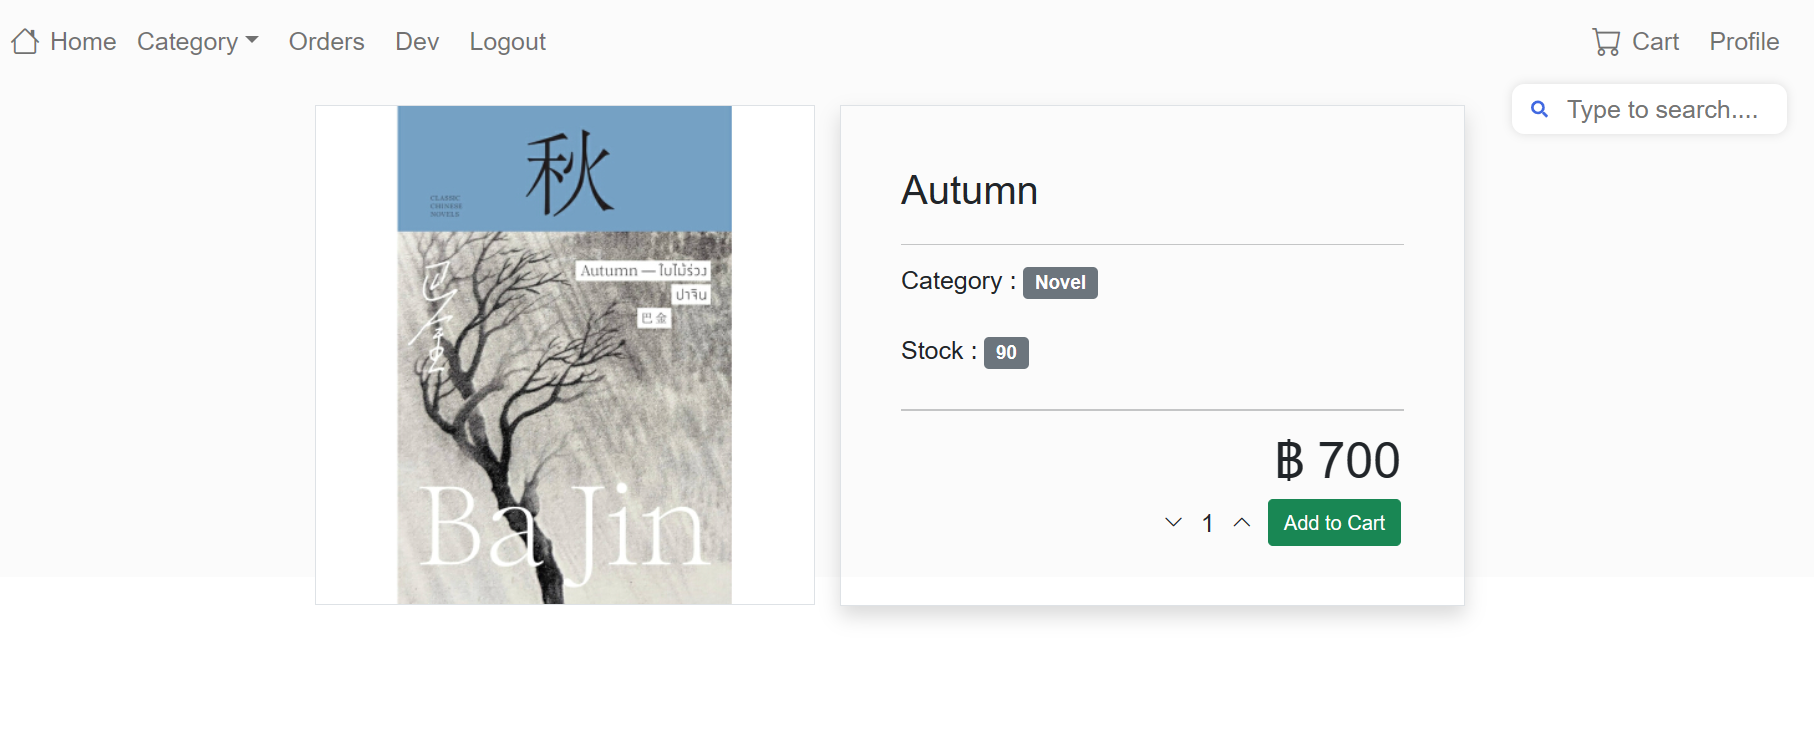 Home Category Orders Dev Logout Cart Profile
Type to search....
秋
CLASSIC
CHINESE
NOVELS
巴金
Autumn — ใบไม้ร่วง
ปาจิน
巴金
Ba Jin
Autumn
Category : Novel
Stock : 90
฿ 700
1 Add to Cart